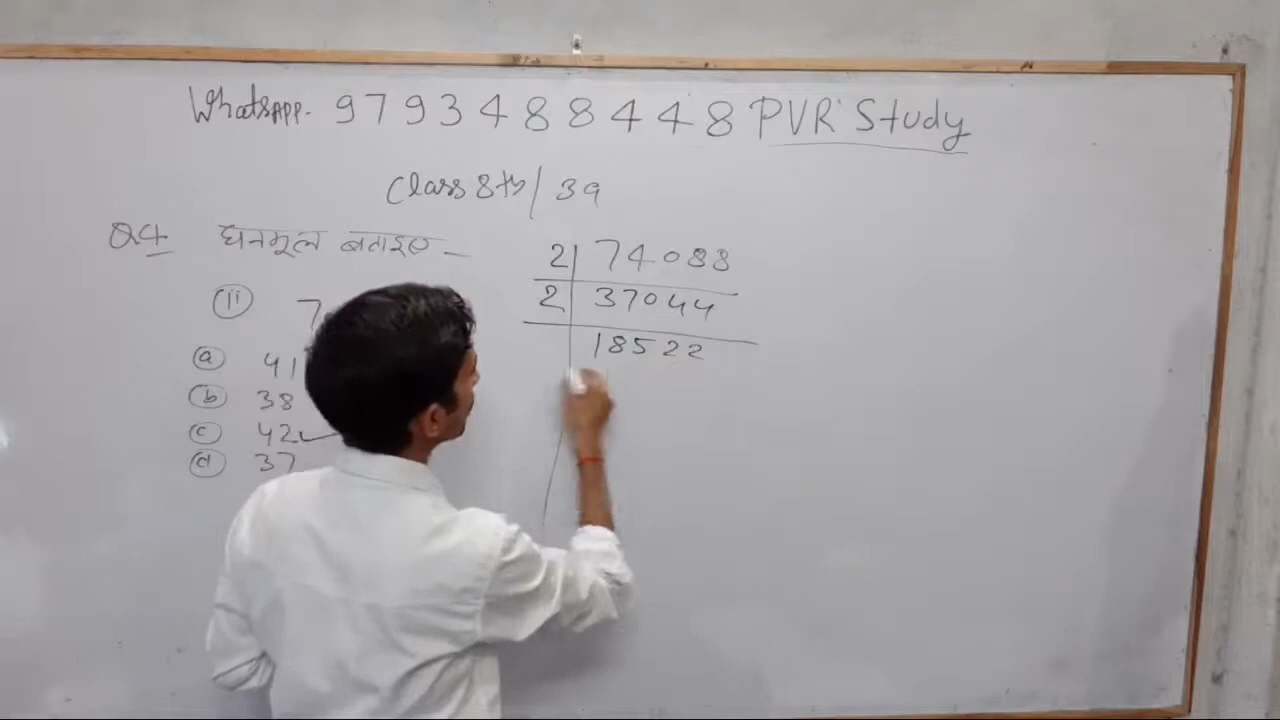 WhatsApp. 9793488448 PVR Study
Class 8th / 39
Q4 घनमूल बताइए -
(ii) 7
(a) 41
(b) 38
(c) 42 ✓
(d) 37
2 | 74088
2 | 37044
18522